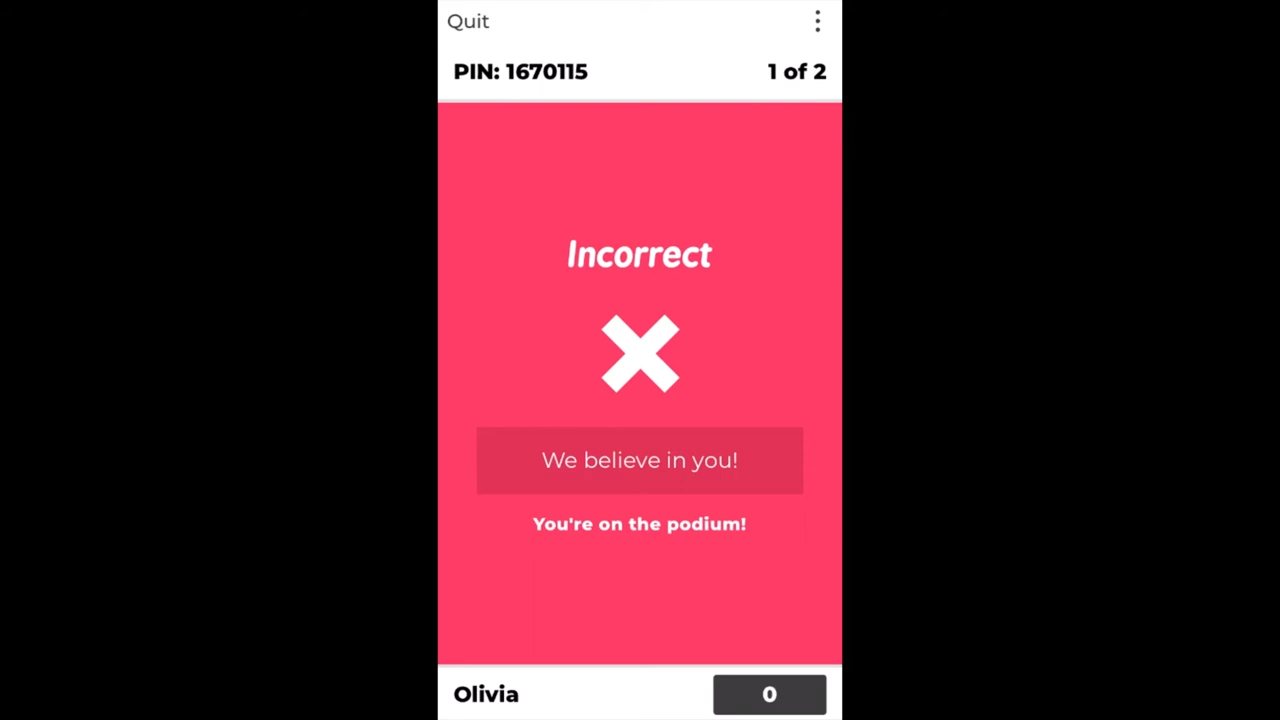 Quit
PIN: 1670115 1 of 2
Incorrect
We believe in you!
You're on the podium!
Olivia 0